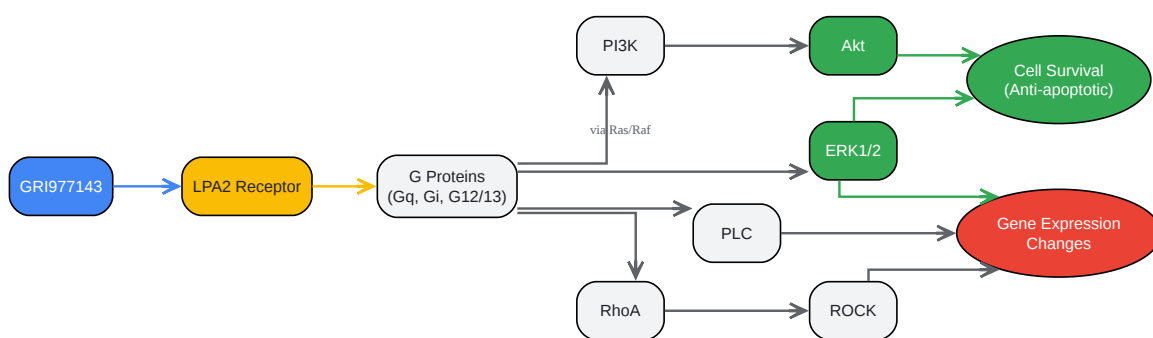 PI3K
Akt
Cell Survival
(Anti-apoptotic)
via Ras/Raf
ERK1/2
GRI977143
LPA2 Receptor
G Proteins
(Gq, Gi, G12/13)
PLC
Gene Expression
Changes
RhoA
ROCK